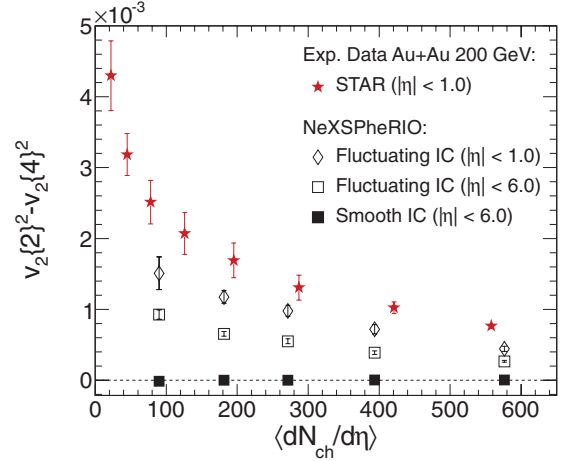 ×10⁻³
5
4
3
2
1
0
v₂{2}²-v₂{4}²
Exp. Data Au+Au 200 GeV:
STAR (|η| < 1.0)
NeXSPheRIO:
Fluctuating IC (|η| < 1.0)
Fluctuating IC (|η| < 6.0)
Smooth IC (|η| < 6.0)
0 100 200 300 400 500 600
⟨dN_ch/dη⟩